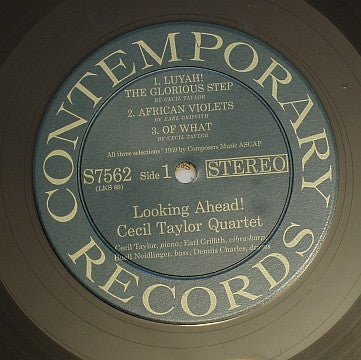 CONTEMPORARY
1. LUYAH!
THE GLORIOUS STEP
BY CECIL TAYLOR
2. AFRICAN VIOLETS
BY EARL GRIFFITH
3. OF WHAT
BY CECIL TAYLOR
All three selections 1959 by Composers Music ASCAP
S7562
Side 1
STEREO
(LKS 69)
Looking Ahead!
Cecil Taylor Quartet
Cecil Taylor, piano; Earl Griffith, vibra-harp
Buell Neidlinger, bass; Dennis Charles, drums
RECORDS